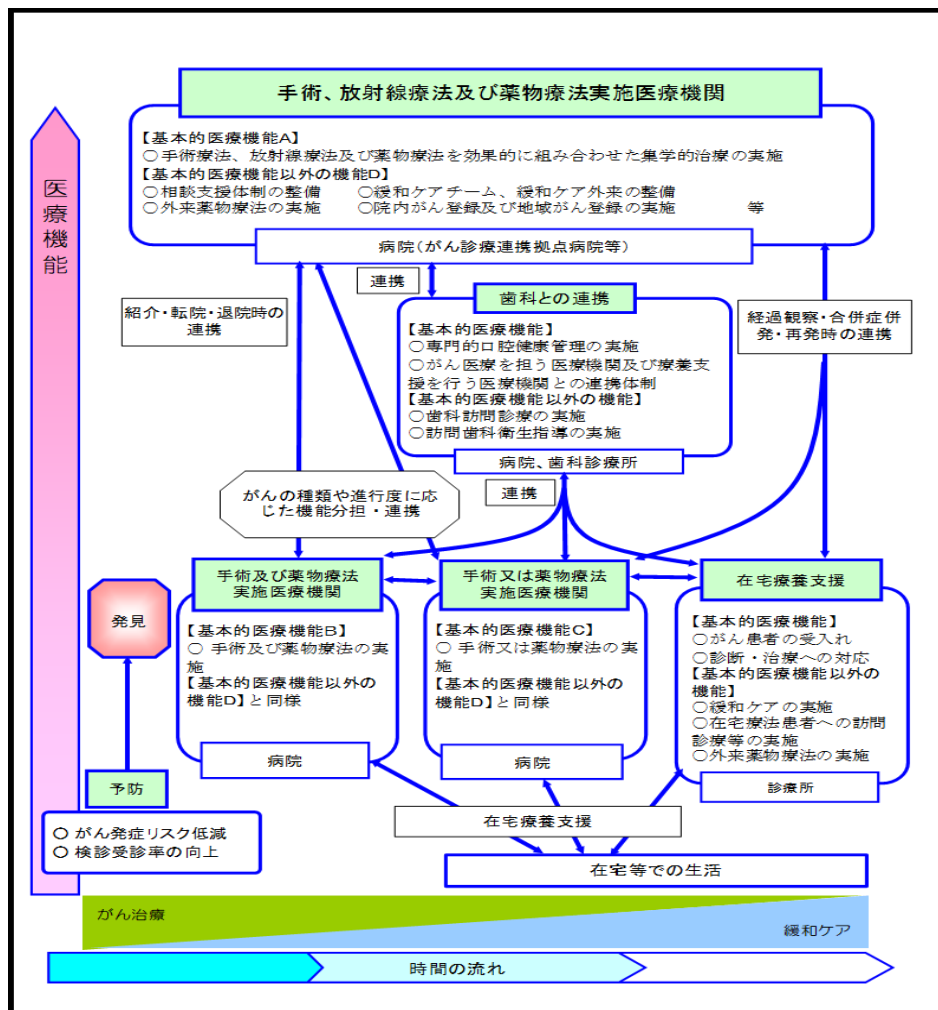 手術、放射線療法及び薬物療法実施医療機関
医療機能
【基本的医療機能A】
○手術療法、放射線療法及び薬物療法を効果的に組み合わせた集学的治療の実施
【基本的医療機能以外の機能D】
○相談支援体制の整備 ○緩和ケアチーム、緩和ケア外来の整備
○外来薬物療法の実施 ○院内がん登録及び地域がん登録の実施 等
病院(がん診療連携拠点病院等)
連携
紹介・転院・退院時の
連携
歯科との連携
【基本的医療機能】
○専門的口腔健康管理の実施
○がん医療を担う医療機関及び療養支
援を行う医療機関との連携体制
【基本的医療機能以外の機能】
○歯科訪問診療の実施
○訪問歯科衛生指導の実施
病院、歯科診療所
経過観察・合併症併
発・再発時の連携
連携
がんの種類や進行度に応
じた機能分担・連携
手術及び薬物療法
実施医療機関
【基本的医療機能B】
○ 手術及び薬物療法の実
施
【基本的医療機能以外の
機能D】と同様
病院
手術又は薬物療法
実施医療機関
【基本的医療機能C】
○ 手術又は薬物療法の実
施
【基本的医療機能以外の
機能D】と同様
病院
在宅療養支援
【基本的医療機能】
○がん患者の受入れ
○診断・治療への対応
【基本的医療機能以外の
機能】
○緩和ケアの実施
○在宅療法患者への訪問
診療等の実施
○外来薬物療法の実施
診療所
発見
予防
○ がん発症リスク低減
○ 検診受診率の向上
在宅療養支援
在宅等での生活
がん治療
緩和ケア
時間の流れ